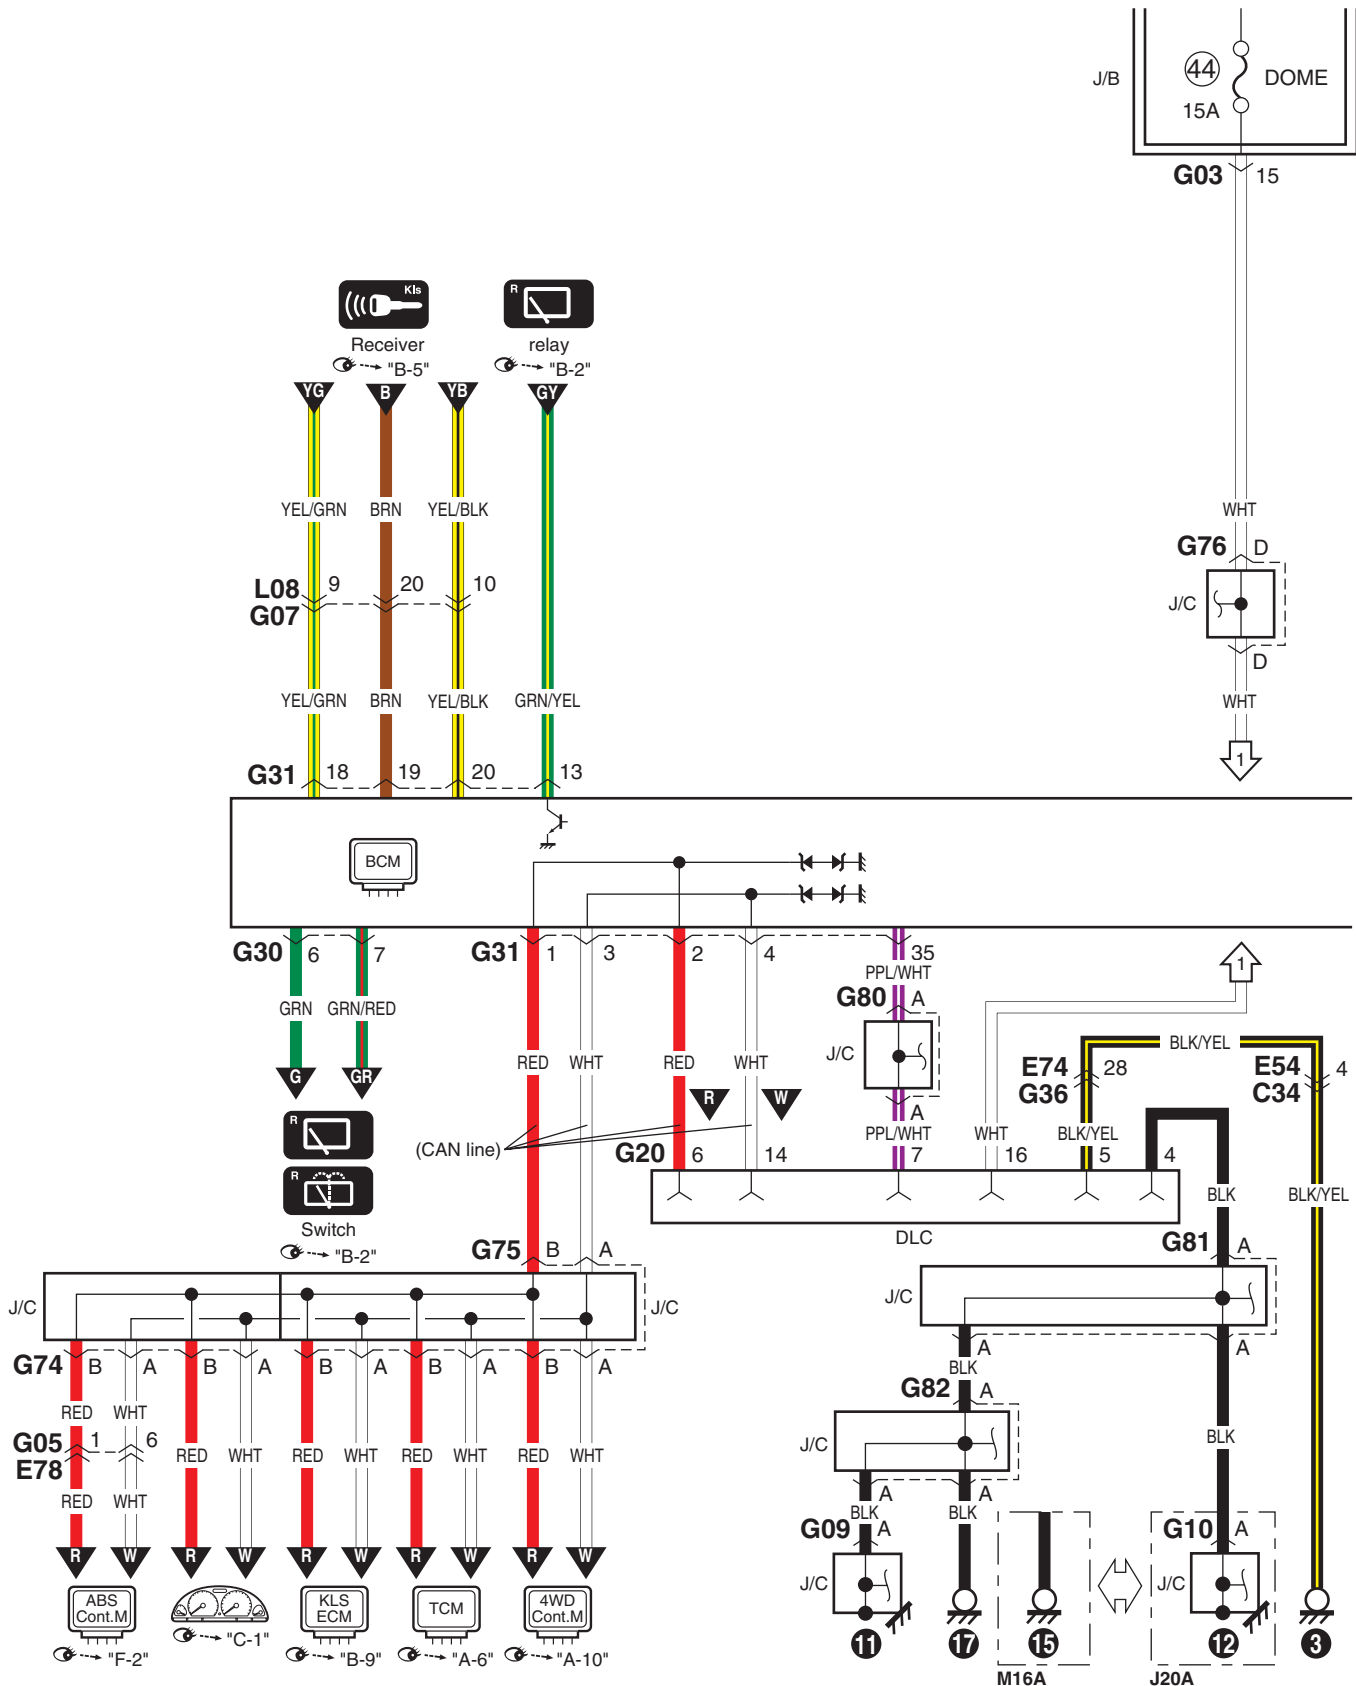 J/B
44
DOME
15A
G03 15
R
KIs
Receiver
relay
"B-5"
"B-2"
YG B YB GY
YEL/GRN BRN YEL/BLK
WHT
G76 D
L08 9 20 10
G07
J/C
D
YEL/GRN BRN YEL/BLK GRN/YEL
WHT
1
G31 18 19 20 13
BCM
G30 6 7
G31 1 3 2 4 35
1
PPL/WHT
GRN GRN/RED
G80 A
RED WHT RED WHT
J/C
BLK/YEL
E74 28
G36
E54 4
C34
G GR
R W
A
R
(CAN line)
PPL/WHT WHT BLK/YEL
G20 6 14 7 16 5 4
R
BLK BLK/YEL
Switch
"B-2"
DLC
G75 B A
G81 A
J/C J/C
J/C
G74 B A B A B A B A B A
A A
BLK
G82 A
RED WHT
G05 1 6
E78
RED WHT RED WHT RED WHT RED WHT
J/C
BLK
RED WHT
A A
BLK BLK
G09 A
G10 A
R W R W R W R W R W
J/C
J/C
ABS
Cont.M
KLS
ECM
TCM
4WD
Cont.M
"F-2" "C-1" "B-9" "A-6" "A-10"
11 17 15 12 3
M16A J20A